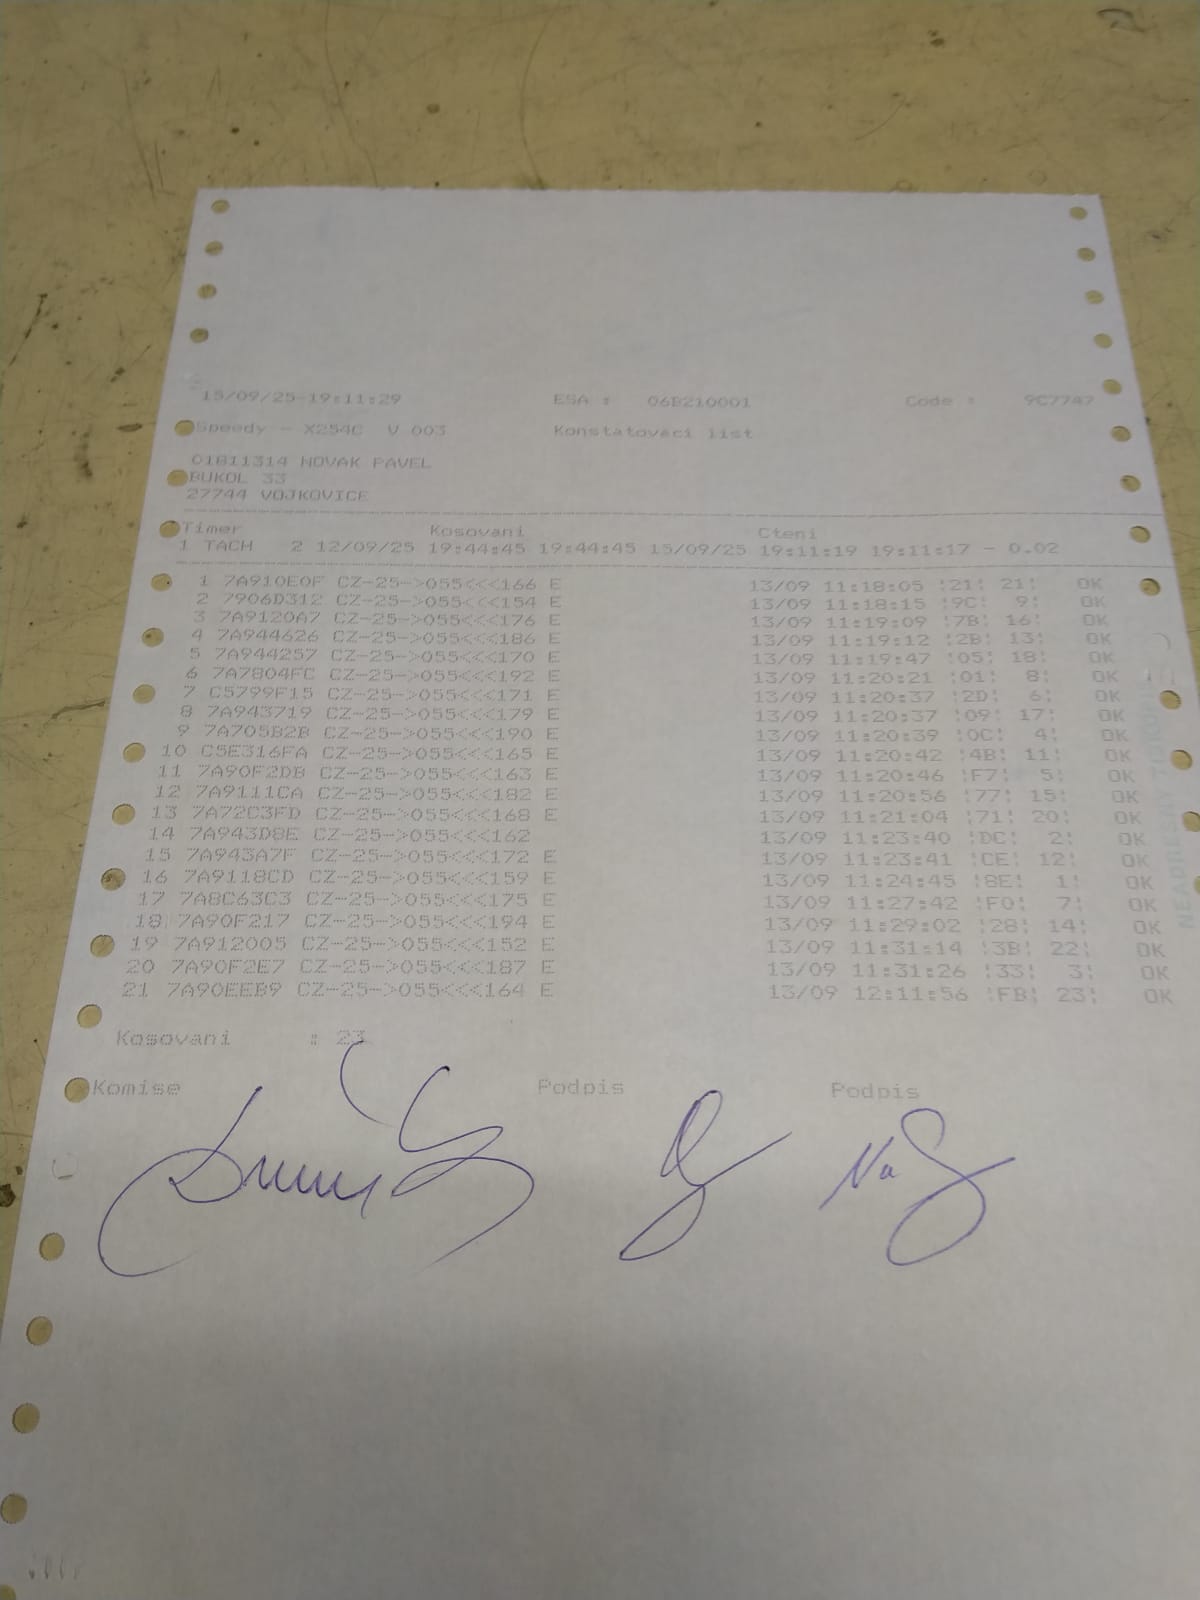 15/09/25-19:11:29 ESA : 06B210001 Code : 9C7747
Speedy - X254C V 003 Konstatovaci list
01811314 NOVAK PAVEL
BUKOL 33
27744 VOJKOVICE
Timer Kosovani Cteni
1 TACH 2 12/09/25 19:44:45 19:44:45 15/09/25 19:11:19 19:11:17 - 0.02
1 7A910E0F CZ-25->055<<<166 E 13/09 11:18:05 !21! 21! OK
2 7906D312 CZ-25->055<<<154 E 13/09 11:18:15 !9C! 9! OK
3 7A9120A7 CZ-25->055<<<176 E 13/09 11:19:09 !7B! 16! OK
4 7A944626 CZ-25->055<<<186 E 13/09 11:19:12 !2B! 13! OK
5 7A944257 CZ-25->055<<<170 E 13/09 11:19:47 !05! 18! OK
6 7A7804FC CZ-25->055<<<192 E 13/09 11:20:21 !01! 8! OK
7 C5799F15 CZ-25->055<<<171 E 13/09 11:20:37 !2D! 6! OK
8 7A943719 CZ-25->055<<<179 E 13/09 11:20:37 !09! 17! OK
9 7A705B2B CZ-25->055<<<190 E 13/09 11:20:39 !0C! 4! OK
10 C5E316FA CZ-25->055<<<165 E 13/09 11:20:42 !4B! 11! OK
11 7A90F2DB CZ-25->055<<<163 E 13/09 11:20:46 !F7! 5! OK
12 7A9111CA CZ-25->055<<<182 E 13/09 11:20:56 !77! 15! OK
13 7A72C3FD CZ-25->055<<<168 E 13/09 11:21:04 !71! 20! OK
14 7A943D8E CZ-25->055<<<162 13/09 11:23:40 !DC! 2! OK
15 7A943A7F CZ-25->055<<<172 E 13/09 11:23:41 !CE! 12! OK
16 7A9118CD CZ-25->055<<<159 E 13/09 11:24:45 !8E! 1! OK
17 7A8C63C3 CZ-25->055<<<175 E 13/09 11:27:42 !F0! 7! OK
18 7A90F217 CZ-25->055<<<194 E 13/09 11:29:02 !28! 14! OK
19 7A912005 CZ-25->055<<<152 E 13/09 11:31:14 !3B! 22! OK
20 7A90F2E7 CZ-25->055<<<187 E 13/09 11:31:26 !33! 3! OK
21 7A90EEB9 CZ-25->055<<<164 E 13/09 12:11:56 !FB! 23! OK
Kosovani : 23
Komise Podpis Podpis